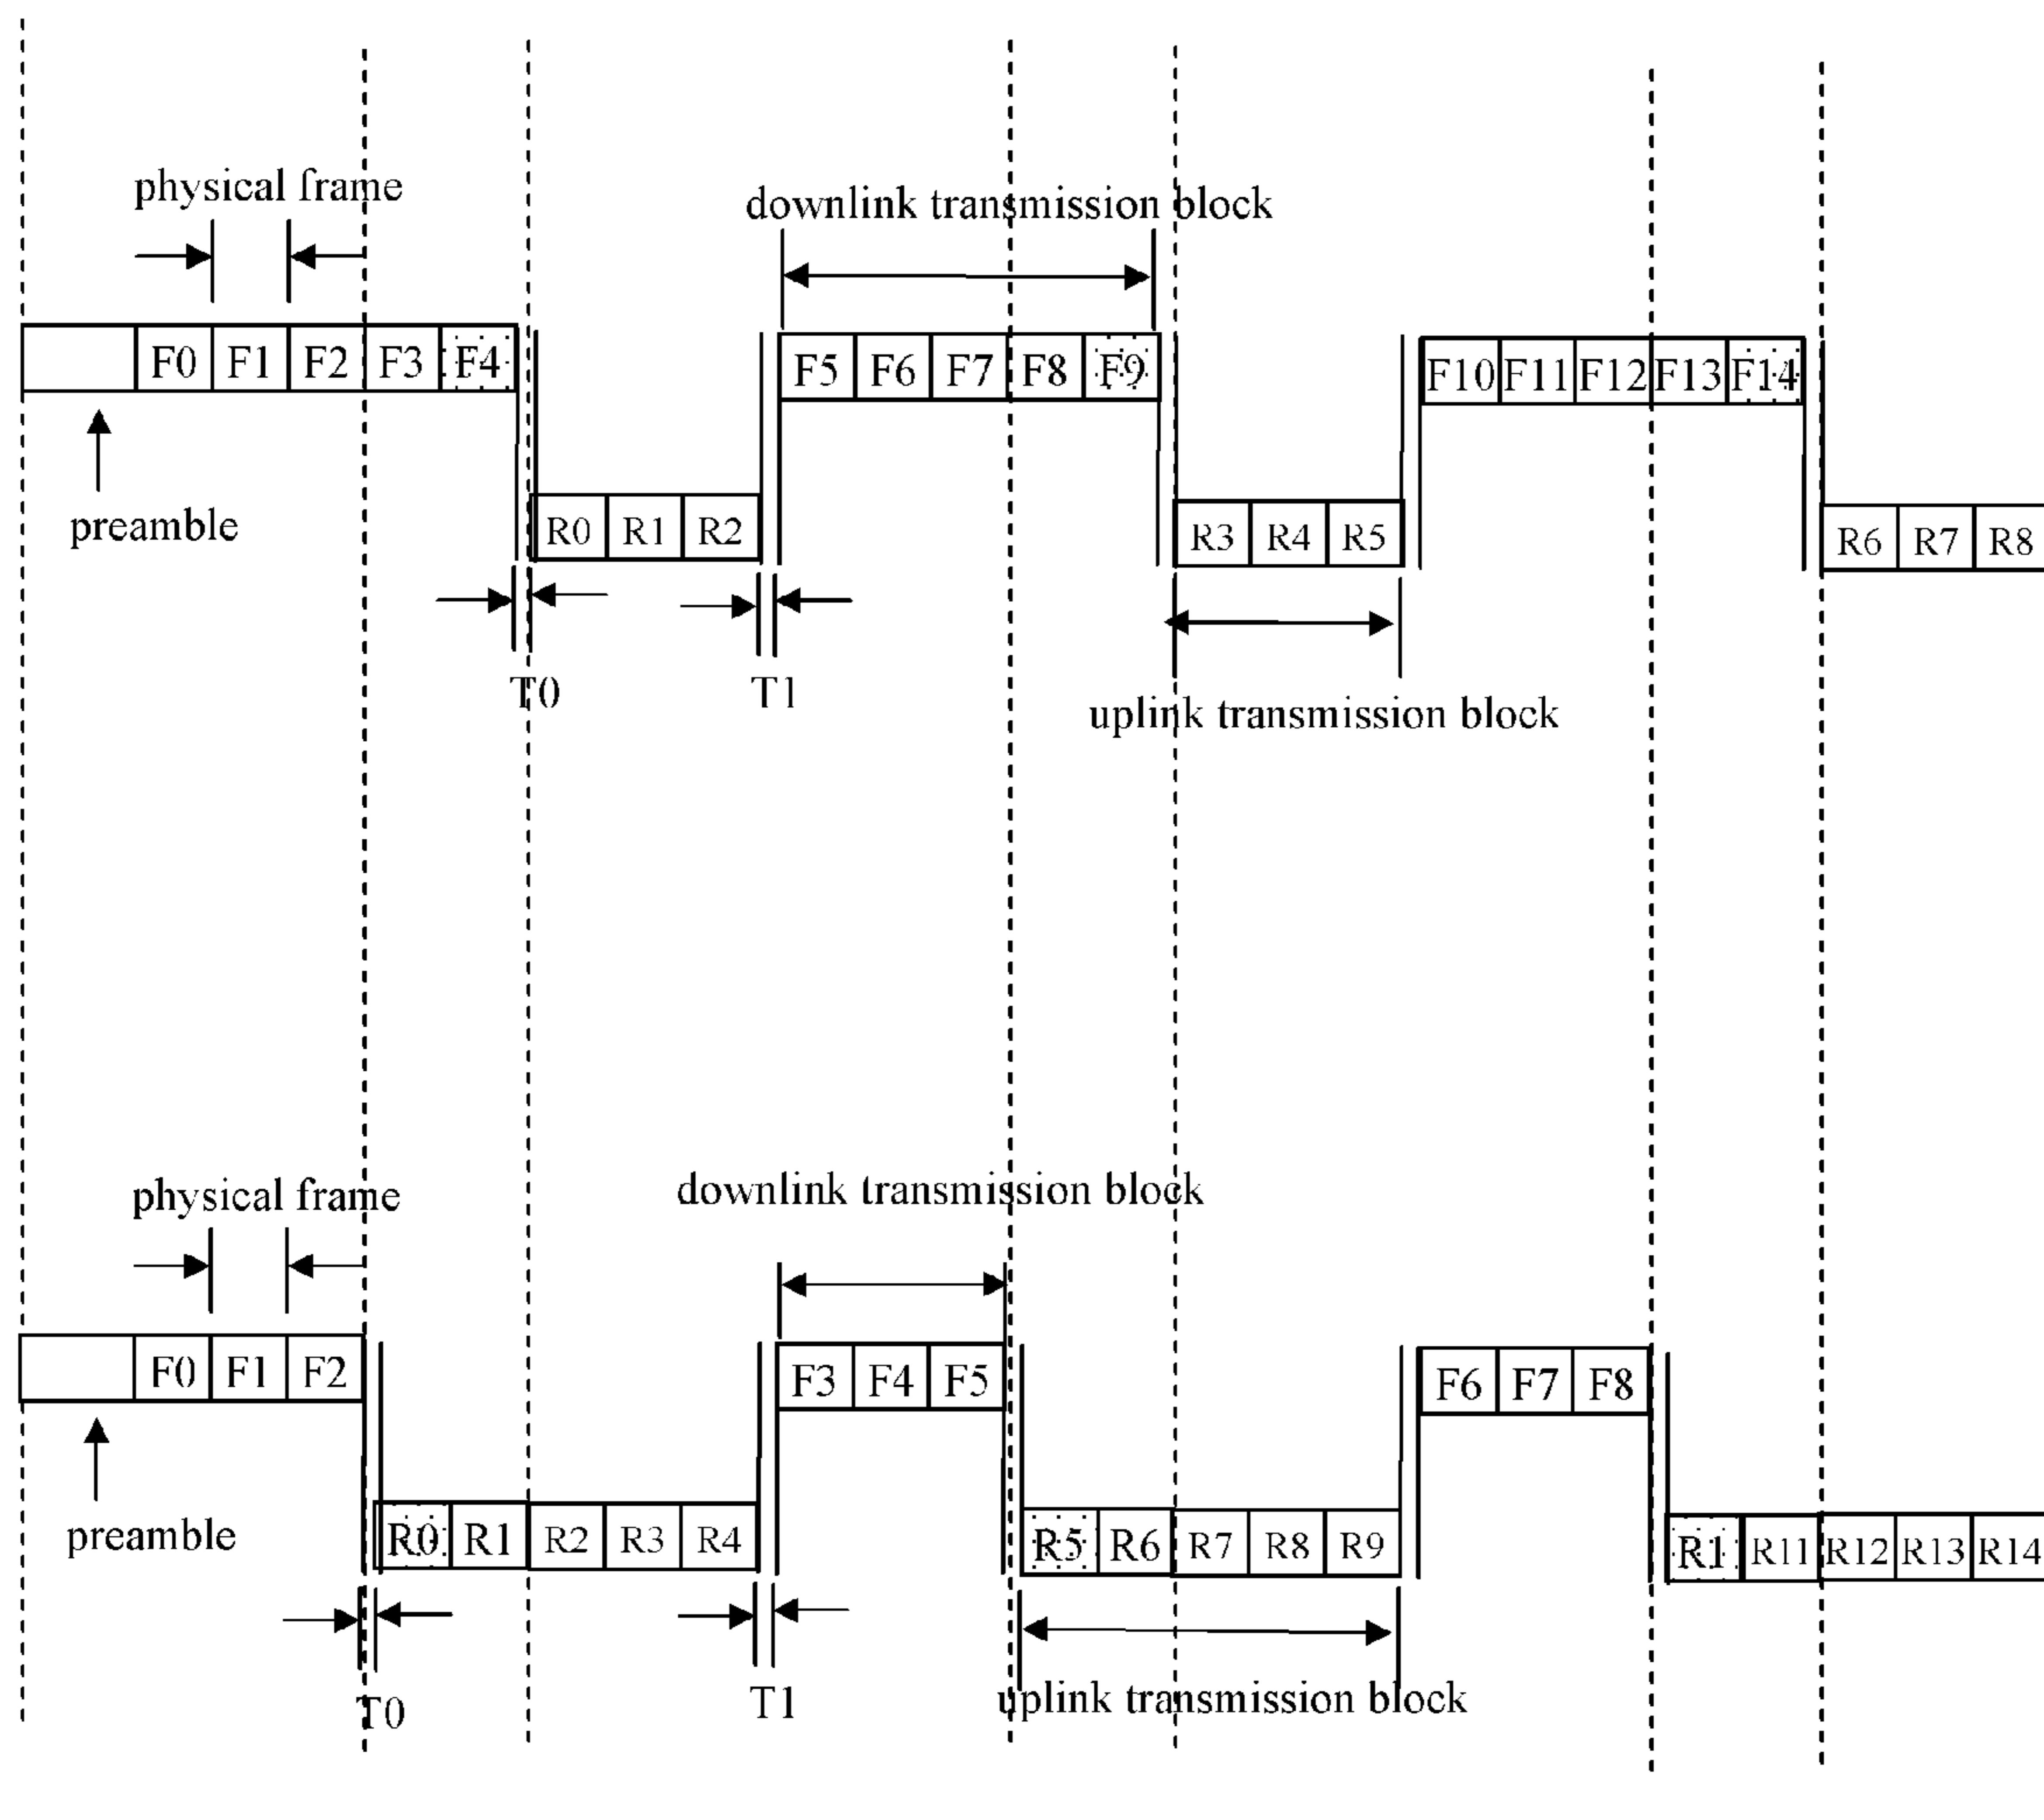 physical frame
downlink transmission block
F0 F1 F2 F3 F4
F5 F6 F7 F8 F9
F10 F11 F12 F13 F14
preamble
R0 R1 R2
R3 R4 R5
R6 R7 R8
T0
T1
uplink transmission block
physical frame
downlink transmission block
F0 F1 F2
F3 F4 F5
F6 F7 F8
preamble
R0 R1 R2 R3 R4
R5 R6 R7 R8 R9
R1 R11 R12 R13 R14
T0
T1
uplink transmission block